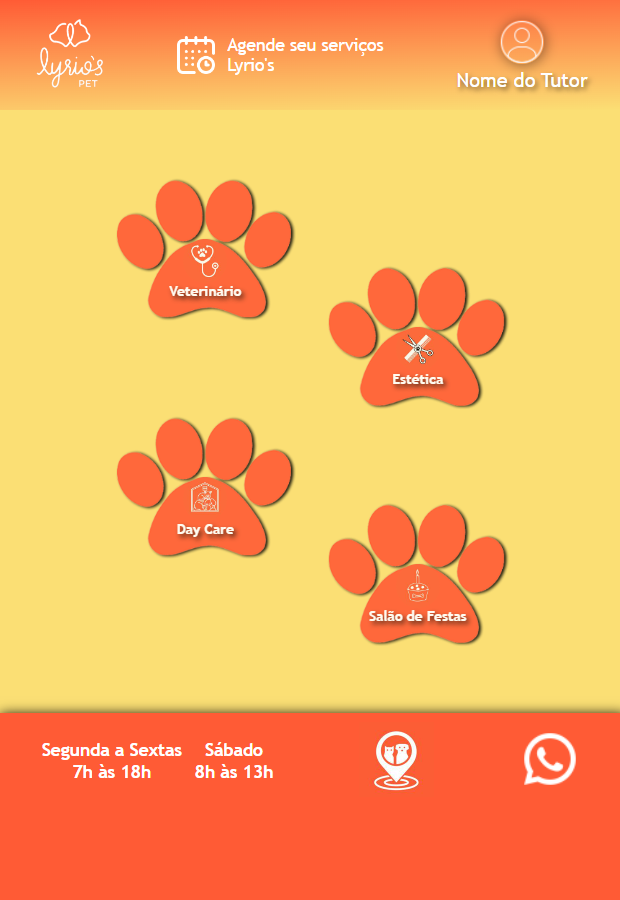 lyrio's
PET
Agende seu serviços
Lyrio's
Nome do Tutor
Veterinário
Estética
Day Care
Salão de Festas
Segunda a Sextas
7h às 18h
Sábado
8h às 13h